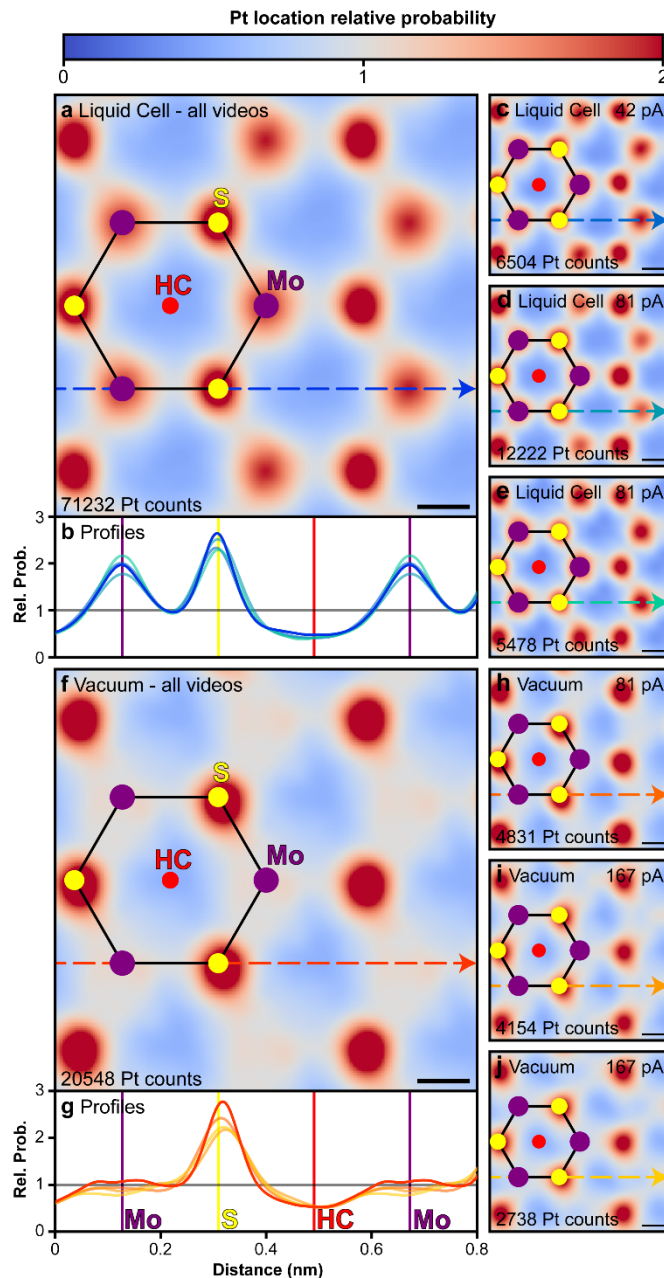 Pt location relative probability
0 1 2
a Liquid Cell - all videos
S
HC
Mo
71232 Pt counts
b Profiles
Rel. Prob.
3
2
1
0
c Liquid Cell 42 pA
6504 Pt counts
d Liquid Cell 81 pA
12222 Pt counts
e Liquid Cell 81 pA
5478 Pt counts
f Vacuum - all videos
S
HC
Mo
20548 Pt counts
g Profiles
Rel. Prob.
3
2
1
0
Mo S HC Mo
0 0.2 0.4 0.6 0.8
Distance (nm)
h Vacuum 81 pA
4831 Pt counts
i Vacuum 167 pA
4154 Pt counts
j Vacuum 167 pA
2738 Pt counts